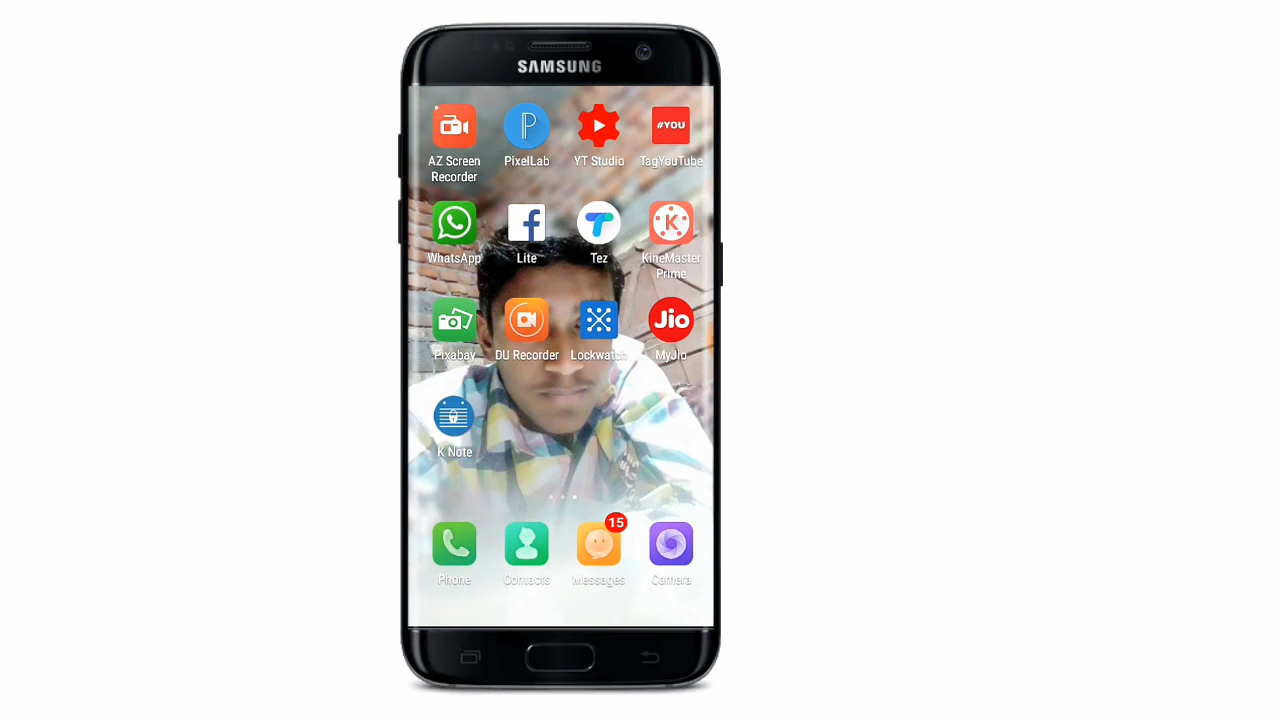 SAMSUNG
#YOU
AZ Screen Recorder
PixelLab
YT Studio
TagYouTube
K
WhatsApp
Lite
Tez
KineMaster Prime
Jio
Pixabay
DU Recorder
Lockwatch
MyJio
K Note
15
Phone
Contacts
Messages
Camera